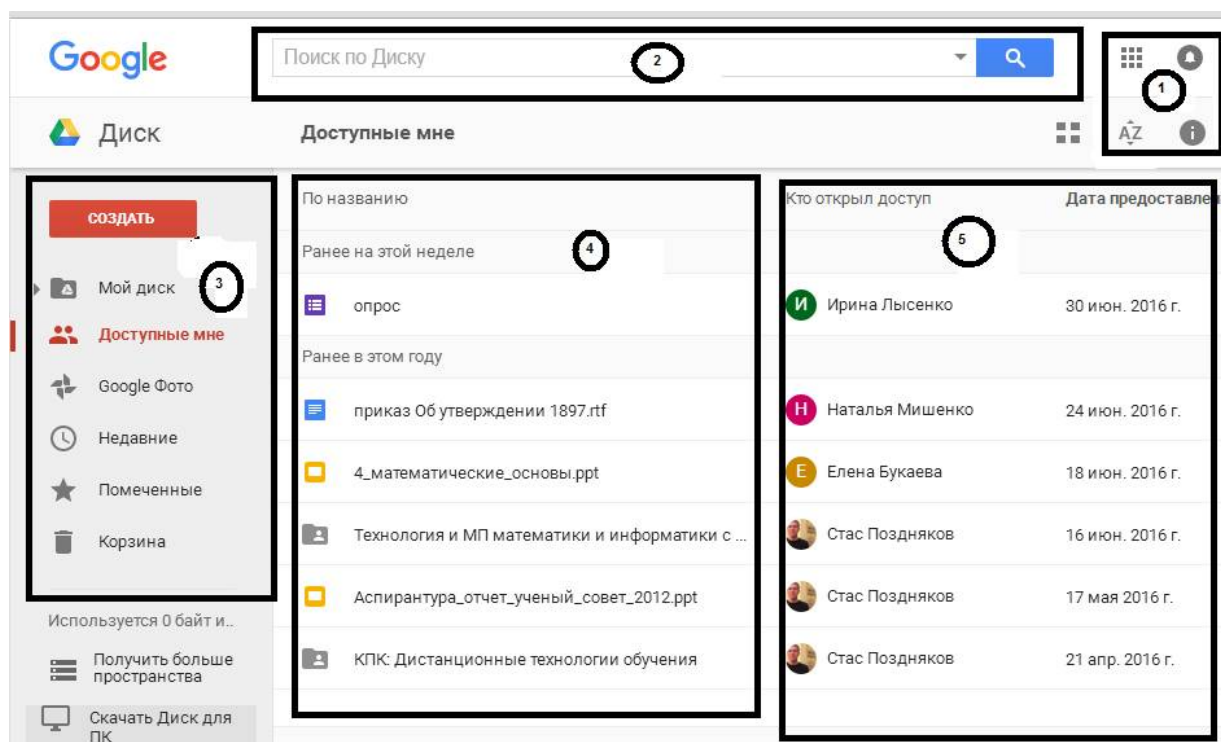 Google
Поиск по Диску
2
1
Диск
Доступные мне
AZ
СОЗДАТЬ
3
Мой диск
Доступные мне
Google Фото
Недавние
Помеченные
Корзина
Используется 0 байт и..
Получить больше
пространства
Скачать Диск для
ПК
По названию
4
Кто открыл доступ
Дата предоставлен
5
Ранее на этой неделе
опрос
И
Ирина Лысенко
30 июн. 2016 г.
Ранее в этом году
приказ Об утверждении 1897.rtf
Н
Наталья Мишенко
24 июн. 2016 г.
4_математические_основы.ppt
Е
Елена Букаева
18 июн. 2016 г.
Технология и МП математики и информатики с ...
Стас Поздняков
16 июн. 2016 г.
Аспирантура_отчет_ученый_совет_2012.ppt
Стас Поздняков
17 мая 2016 г.
КПК: Дистанционные технологии обучения
Стас Поздняков
21 апр. 2016 г.